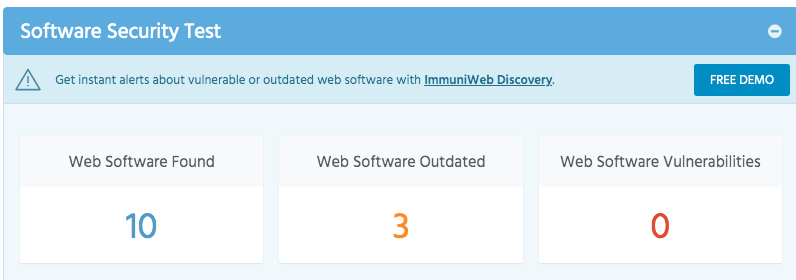 Software Security Test
Get instant alerts about vulnerable or outdated web software with ImmuniWeb Discovery.
FREE DEMO
Web Software Found
Web Software Outdated
Web Software Vulnerabilities
10
3
0